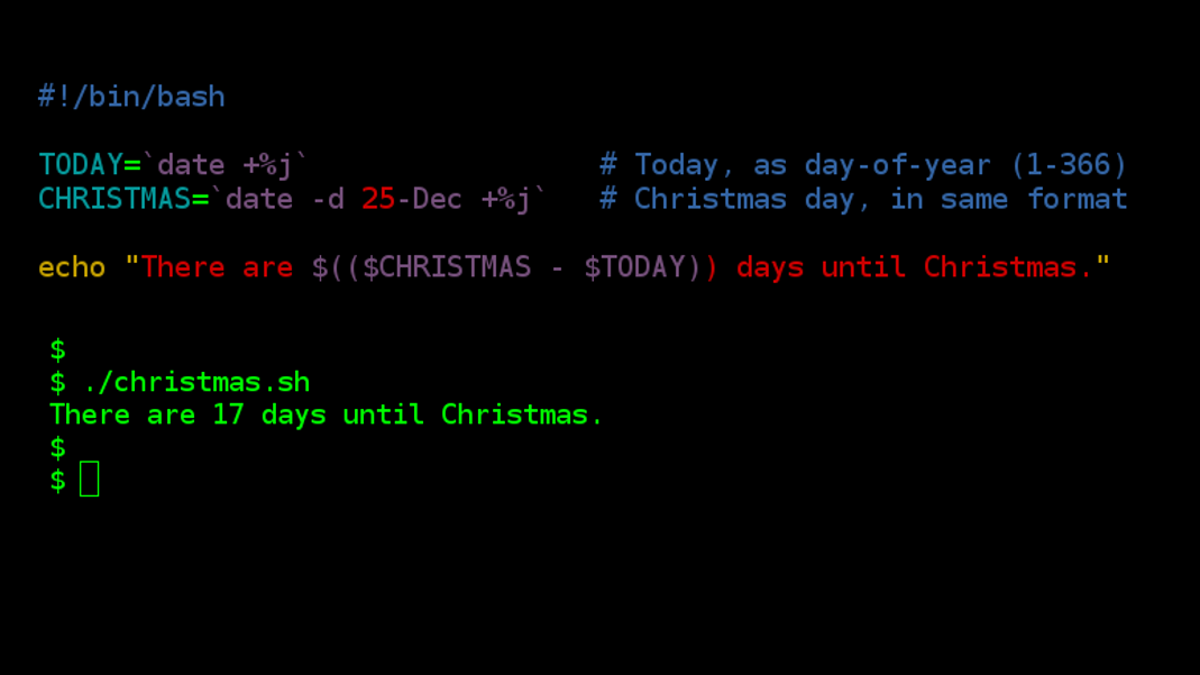 #!/bin/bash
TODAY=`date +%j` # Today, as day-of-year (1-366)
CHRISTMAS=`date -d 25-Dec +%j` # Christmas day, in same format
echo "There are $(($CHRISTMAS - $TODAY)) days until Christmas."
$
$ ./christmas.sh
There are 17 days until Christmas.
$
$